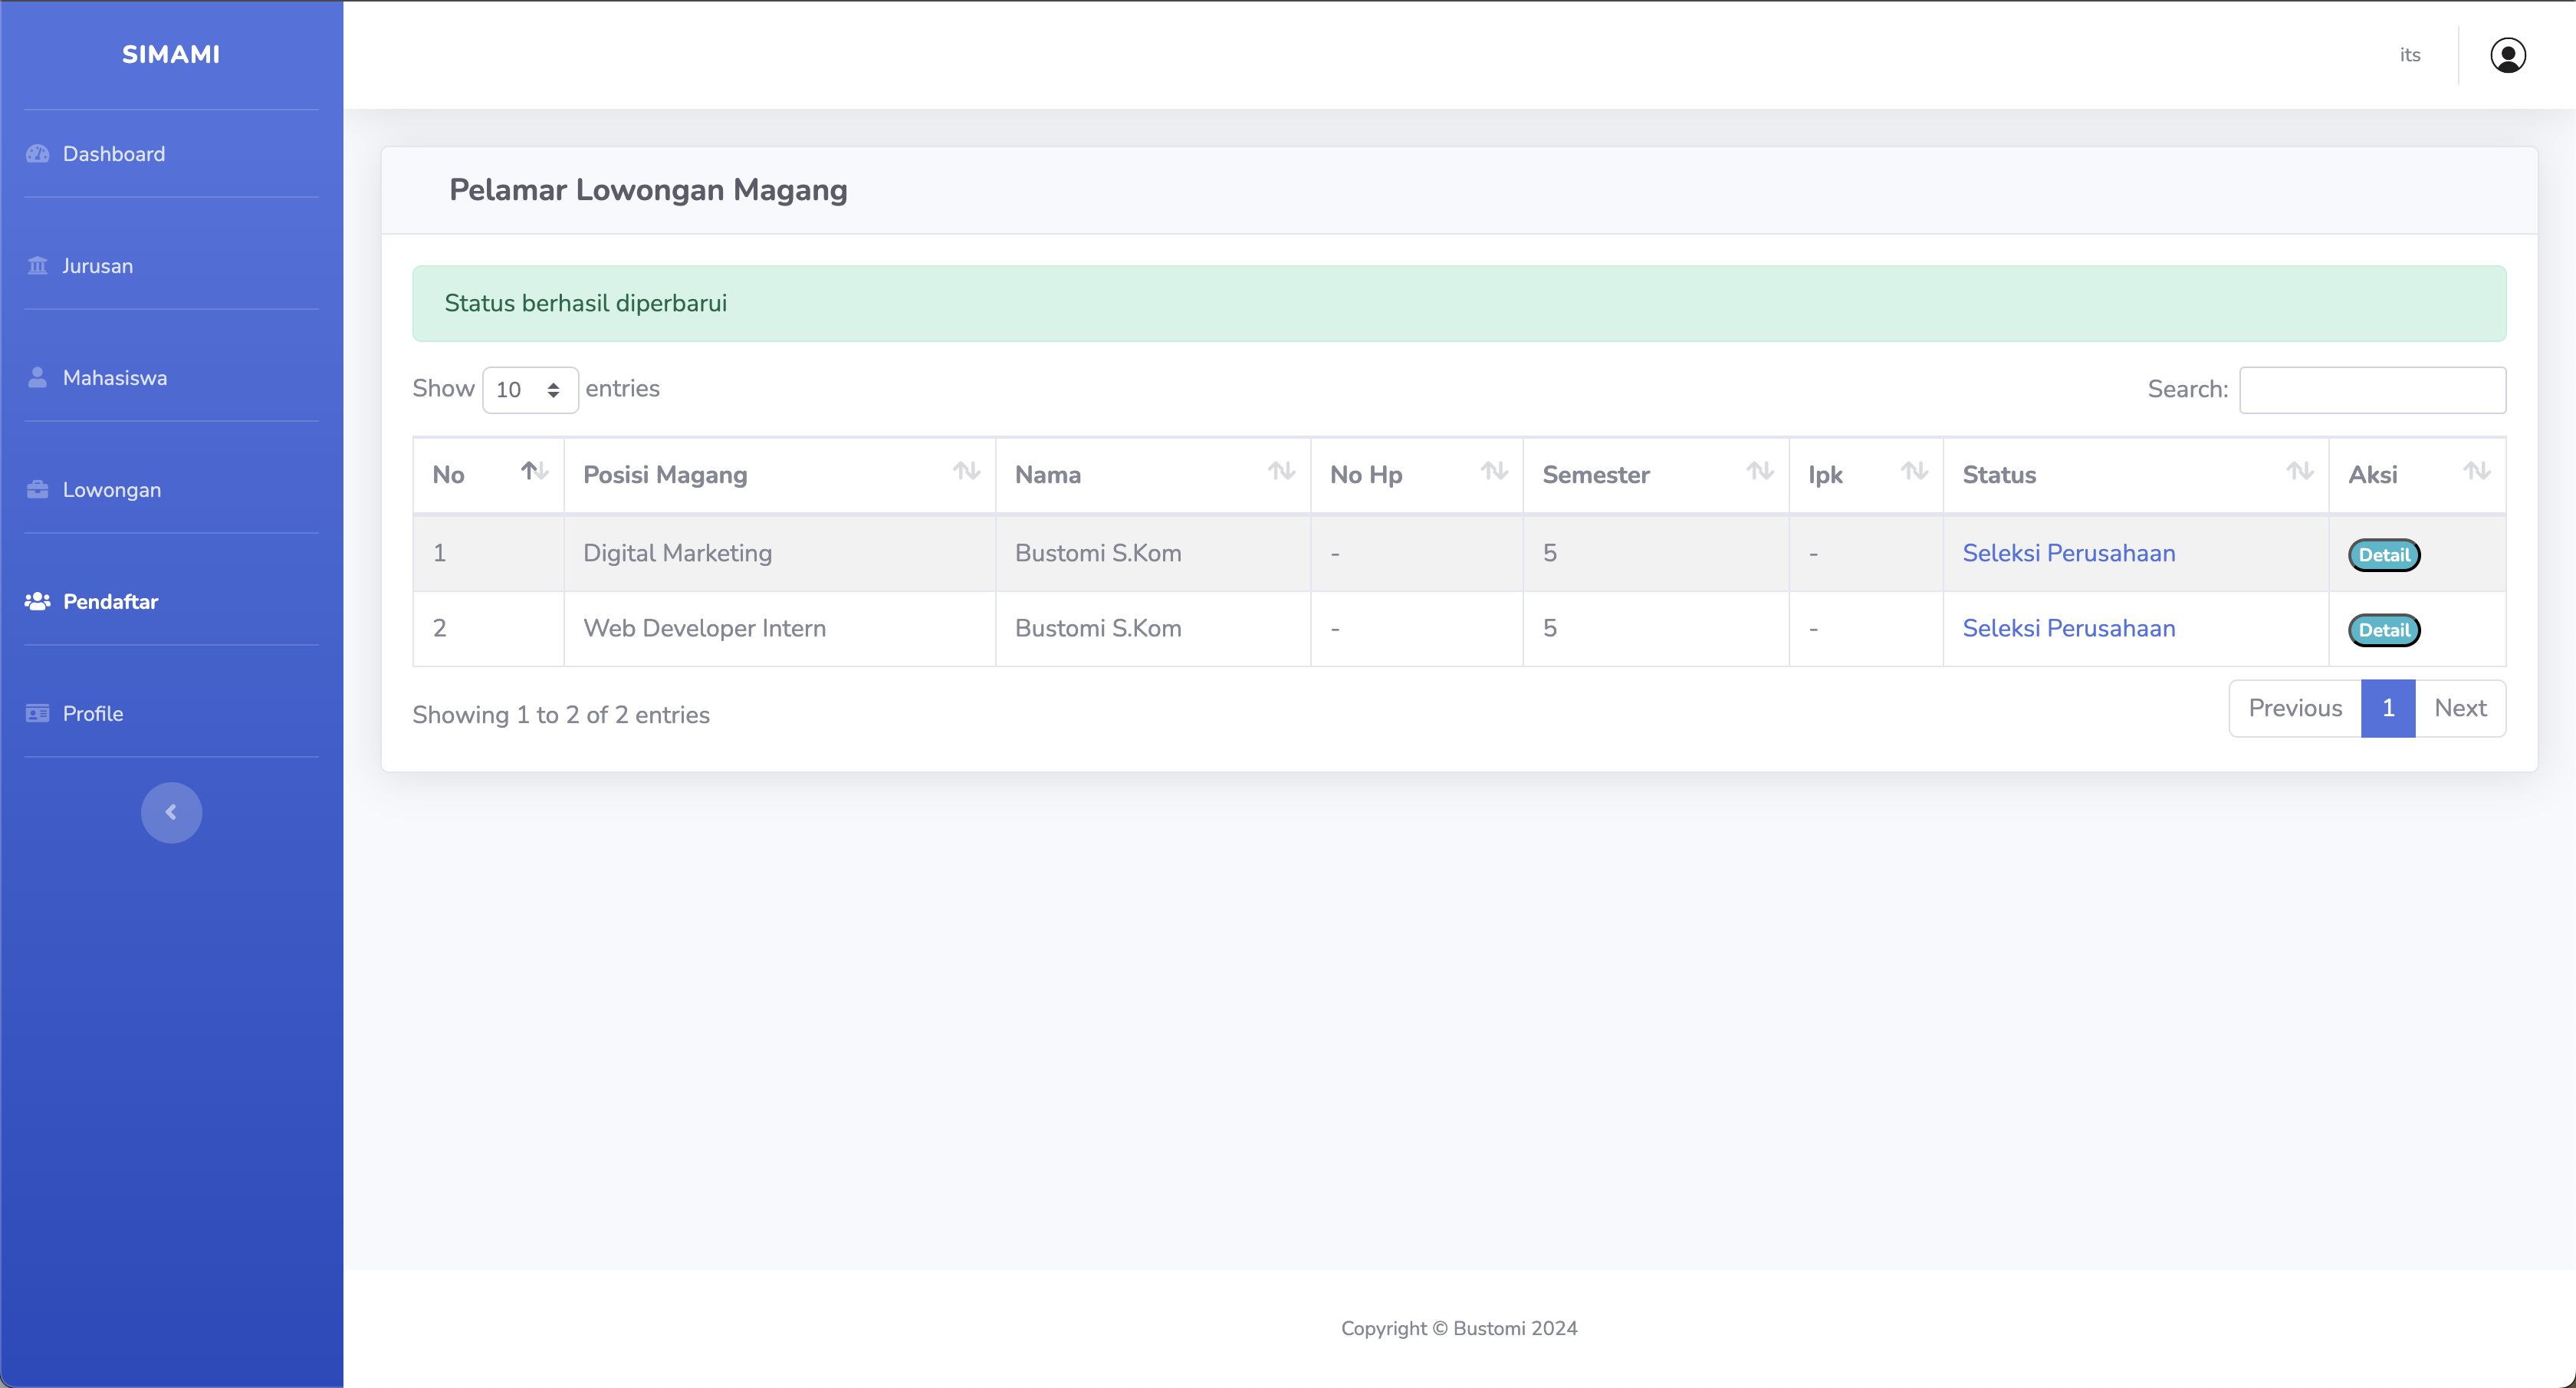 SIMAMI
its
Dashboard
Jurusan
Mahasiswa
Lowongan
Pendaftar
Profile
Pelamar Lowongan Magang
Status berhasil diperbarui
Show 10 entries Search:
No Posisi Magang Nama No Hp Semester Ipk Status Aksi
1 Digital Marketing Bustomi S.Kom - 5 - Seleksi Perusahaan Detail
2 Web Developer Intern Bustomi S.Kom - 5 - Seleksi Perusahaan Detail
Showing 1 to 2 of 2 entries Previous 1 Next
Copyright © Bustomi 2024